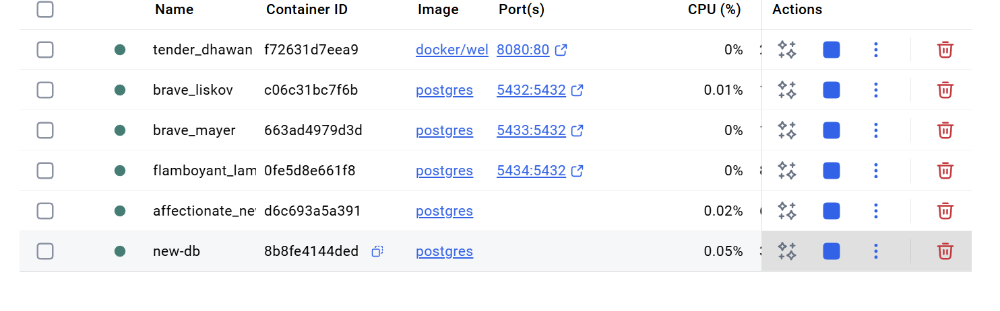 Name Container ID Image Port(s) CPU (%) Actions
tender_dhawan f72631d7eea9 docker/wel 8080:80 0%
brave_liskov c06c31bc7f6b postgres 5432:5432 0.01%
brave_mayer 663ad4979d3d postgres 5433:5432 0%
flamboyant_lam 0fe5d8e661f8 postgres 5434:5432 0%
affectionate_ne d6c693a5a391 postgres 0.02%
new-db 8b8fe4144ded postgres 0.05%